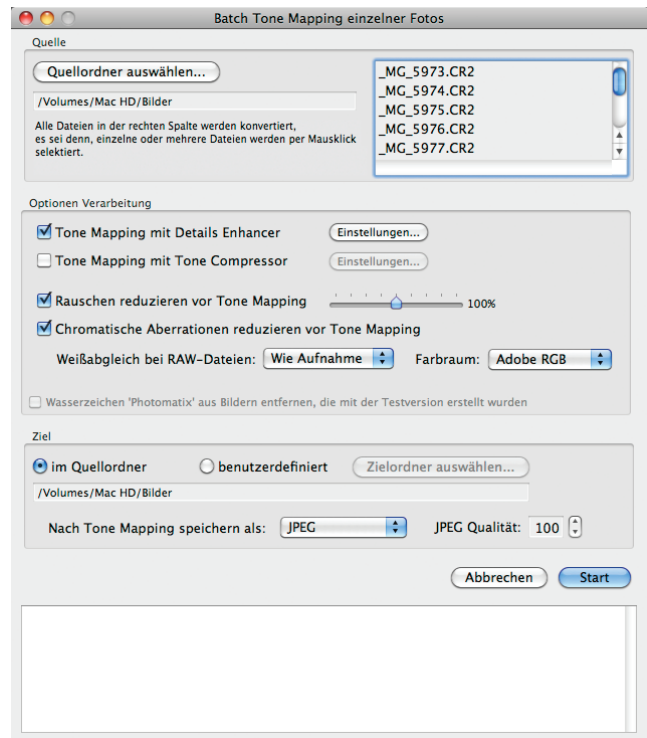 Batch Tone Mapping einzelner Fotos
Quelle
Quellordner auswählen...
/Volumes/Mac HD/Bilder
Alle Dateien in der rechten Spalte werden konvertiert,
es sei denn, einzelne oder mehrere Dateien werden per Mausklick
selektiert.
_MG_5973.CR2
_MG_5974.CR2
_MG_5975.CR2
_MG_5976.CR2
_MG_5977.CR2
Optionen Verarbeitung
Tone Mapping mit Details Enhancer Einstellungen...
Tone Mapping mit Tone Compressor Einstellungen...
Rauschen reduzieren vor Tone Mapping 100%
Chromatische Aberrationen reduzieren vor Tone Mapping
Weißabgleich bei RAW-Dateien: Wie Aufnahme Farbraum: Adobe RGB
Wasserzeichen 'Photomatix' aus Bildern entfernen, die mit der Testversion erstellt wurden
Ziel
im Quellordner benutzerdefiniert Zielordner auswählen...
/Volumes/Mac HD/Bilder
Nach Tone Mapping speichern als: JPEG JPEG Qualität: 100
Abbrechen Start